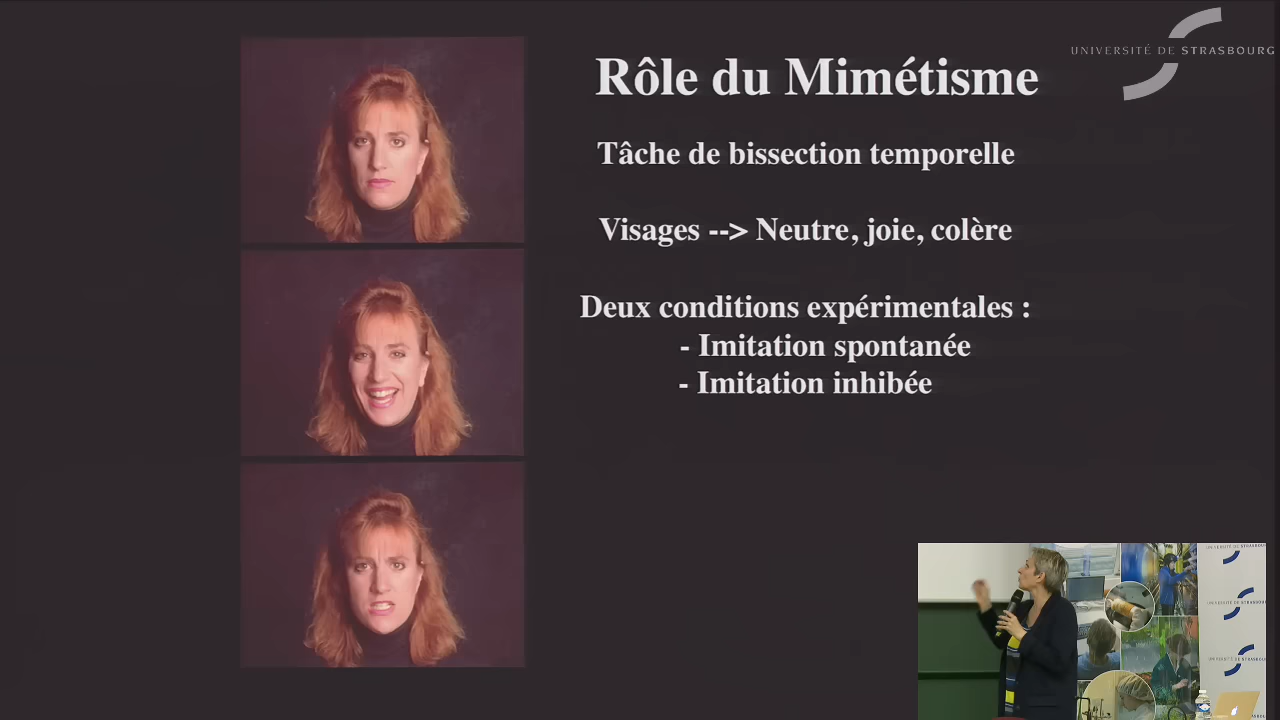 UNIVERSITÉ DE STRASBOURG
Rôle du Mimétisme
Tâche de bissection temporelle
Visages --> Neutre, joie, colère
Deux conditions expérimentales :
- Imitation spontanée
- Imitation inhibée